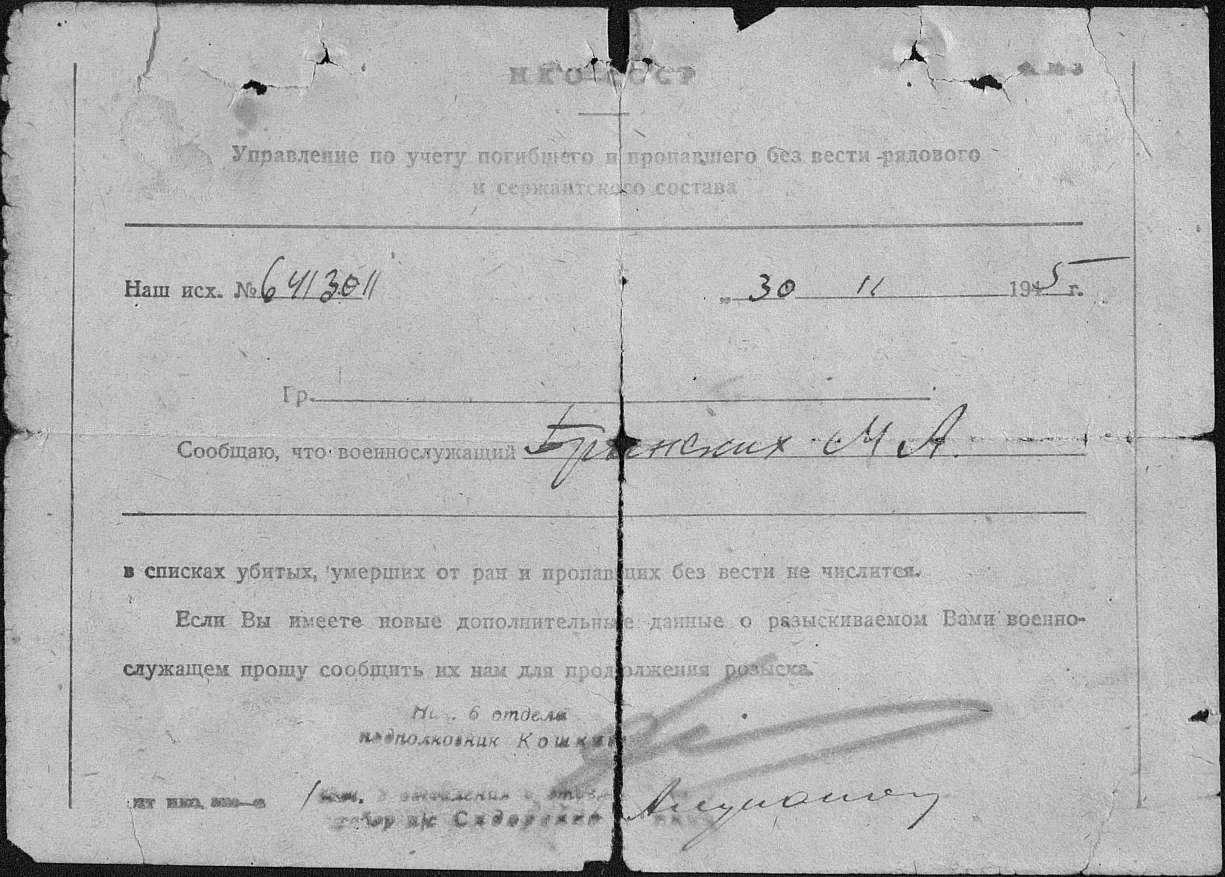 НКО СССР
Управление по учету погибшего и пропавшего без вести рядового
и сержантского состава
Наш исх. № 6413011 „ 30 11 1945 г.
Гр.
Сообщаю, что военнослужащий Брянских М А.
в списках убитых, умерших от ран и пропавших без вести не числится.
Если Вы имеете новые дополнительные данные о разыскиваемом Вами военно-
служащем прошу сообщить их нам для продолжения розыска.
6 отдела
подполковник Кошкин